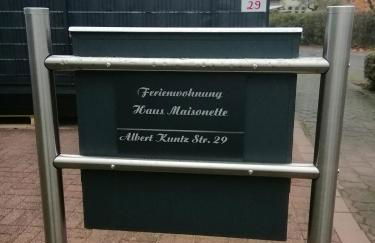 29
Ferienwohnung
Haus Maisonette
Albert Kuntz Str. 29